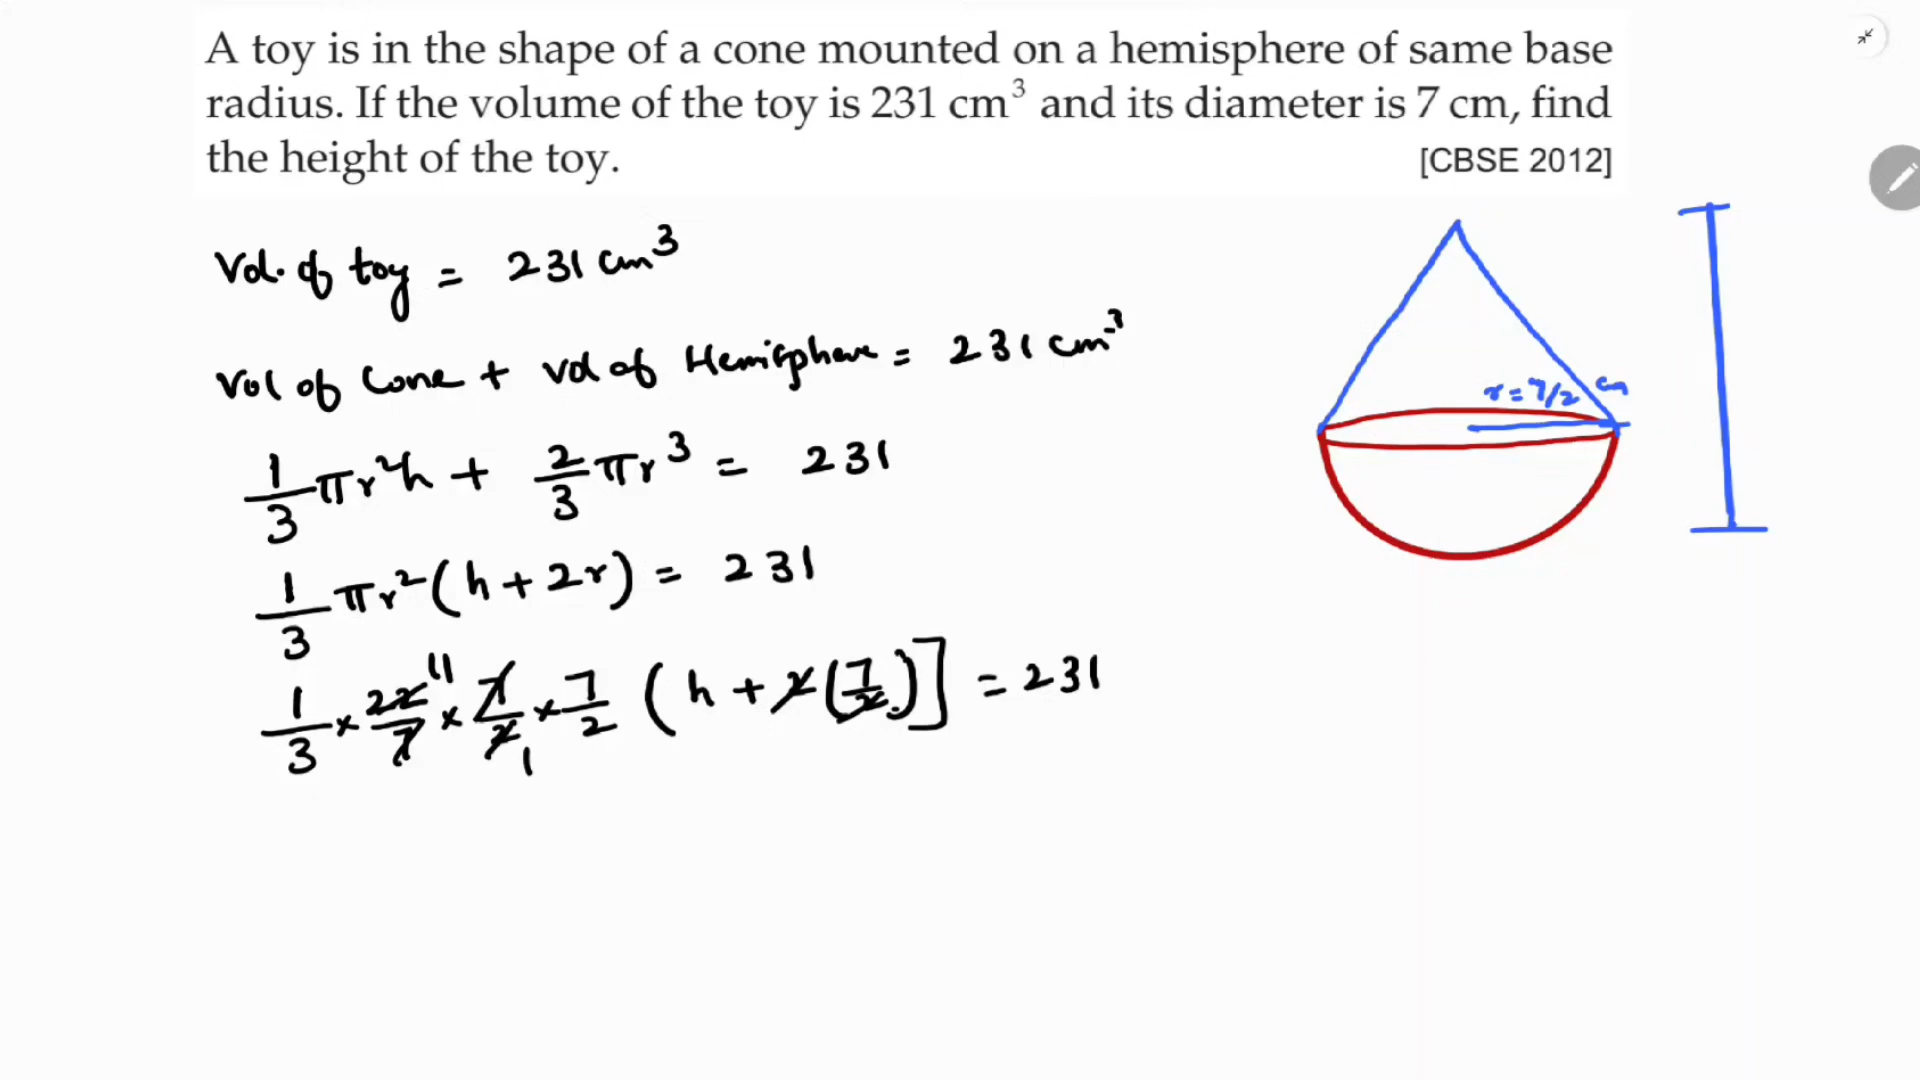 A toy is in the shape of a cone mounted on a hemisphere of same base
radius. If the volume of the toy is 231 cm³ and its diameter is 7 cm, find
the height of the toy. [CBSE 2012]
Vol. of toy = 231 cm³
Vol of Cone + Vol of Hemisphere = 231 cm³
r = 7/2 cm
1/3 πr²h + 2/3 πr³ = 231
1/3 πr² (h + 2r) = 231
1/3 × 22/7 11 × 7/2 1 × 7/2 (h + 2(7/2)] = 231